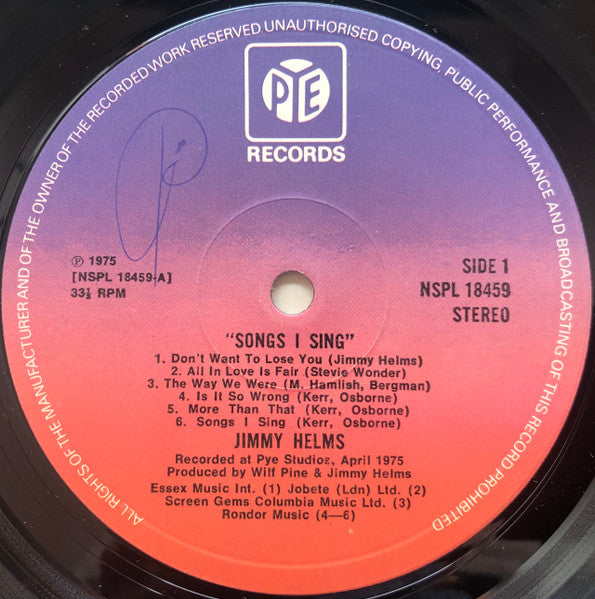 ALL RIGHTS OF THE MANUFACTURER AND OF THE OWNER OF THE RECORDED WORK RESERVED UNAUTHORISED COPYING, PUBLIC PERFORMANCE AND BROADCASTING OF THIS RECORD PROHIBITED
PYE
RECORDS
℗ 1975
[NSPL 18459-A]
33⅓ RPM
SIDE 1
NSPL 18459
STEREO
"SONGS I SING"
1. Don't Want To Lose You (Jimmy Helms)
2. All In Love Is Fair (Stevie Wonder)
3. The Way We Were (M. Hamlish, Bergman)
4. Is It So Wrong (Kerr, Osborne)
5. More Than That (Kerr, Osborne)
6. Songs I Sing (Kerr, Osborne)
JIMMY HELMS
Recorded at Pye Studios, April 1975
Produced by Wilf Pine & Jimmy Helms
Essex Music Int. (1) Jobete (Ldn) Ltd. (2)
Screen Gems Columbia Music Ltd. (3)
Rondor Music (4—6)